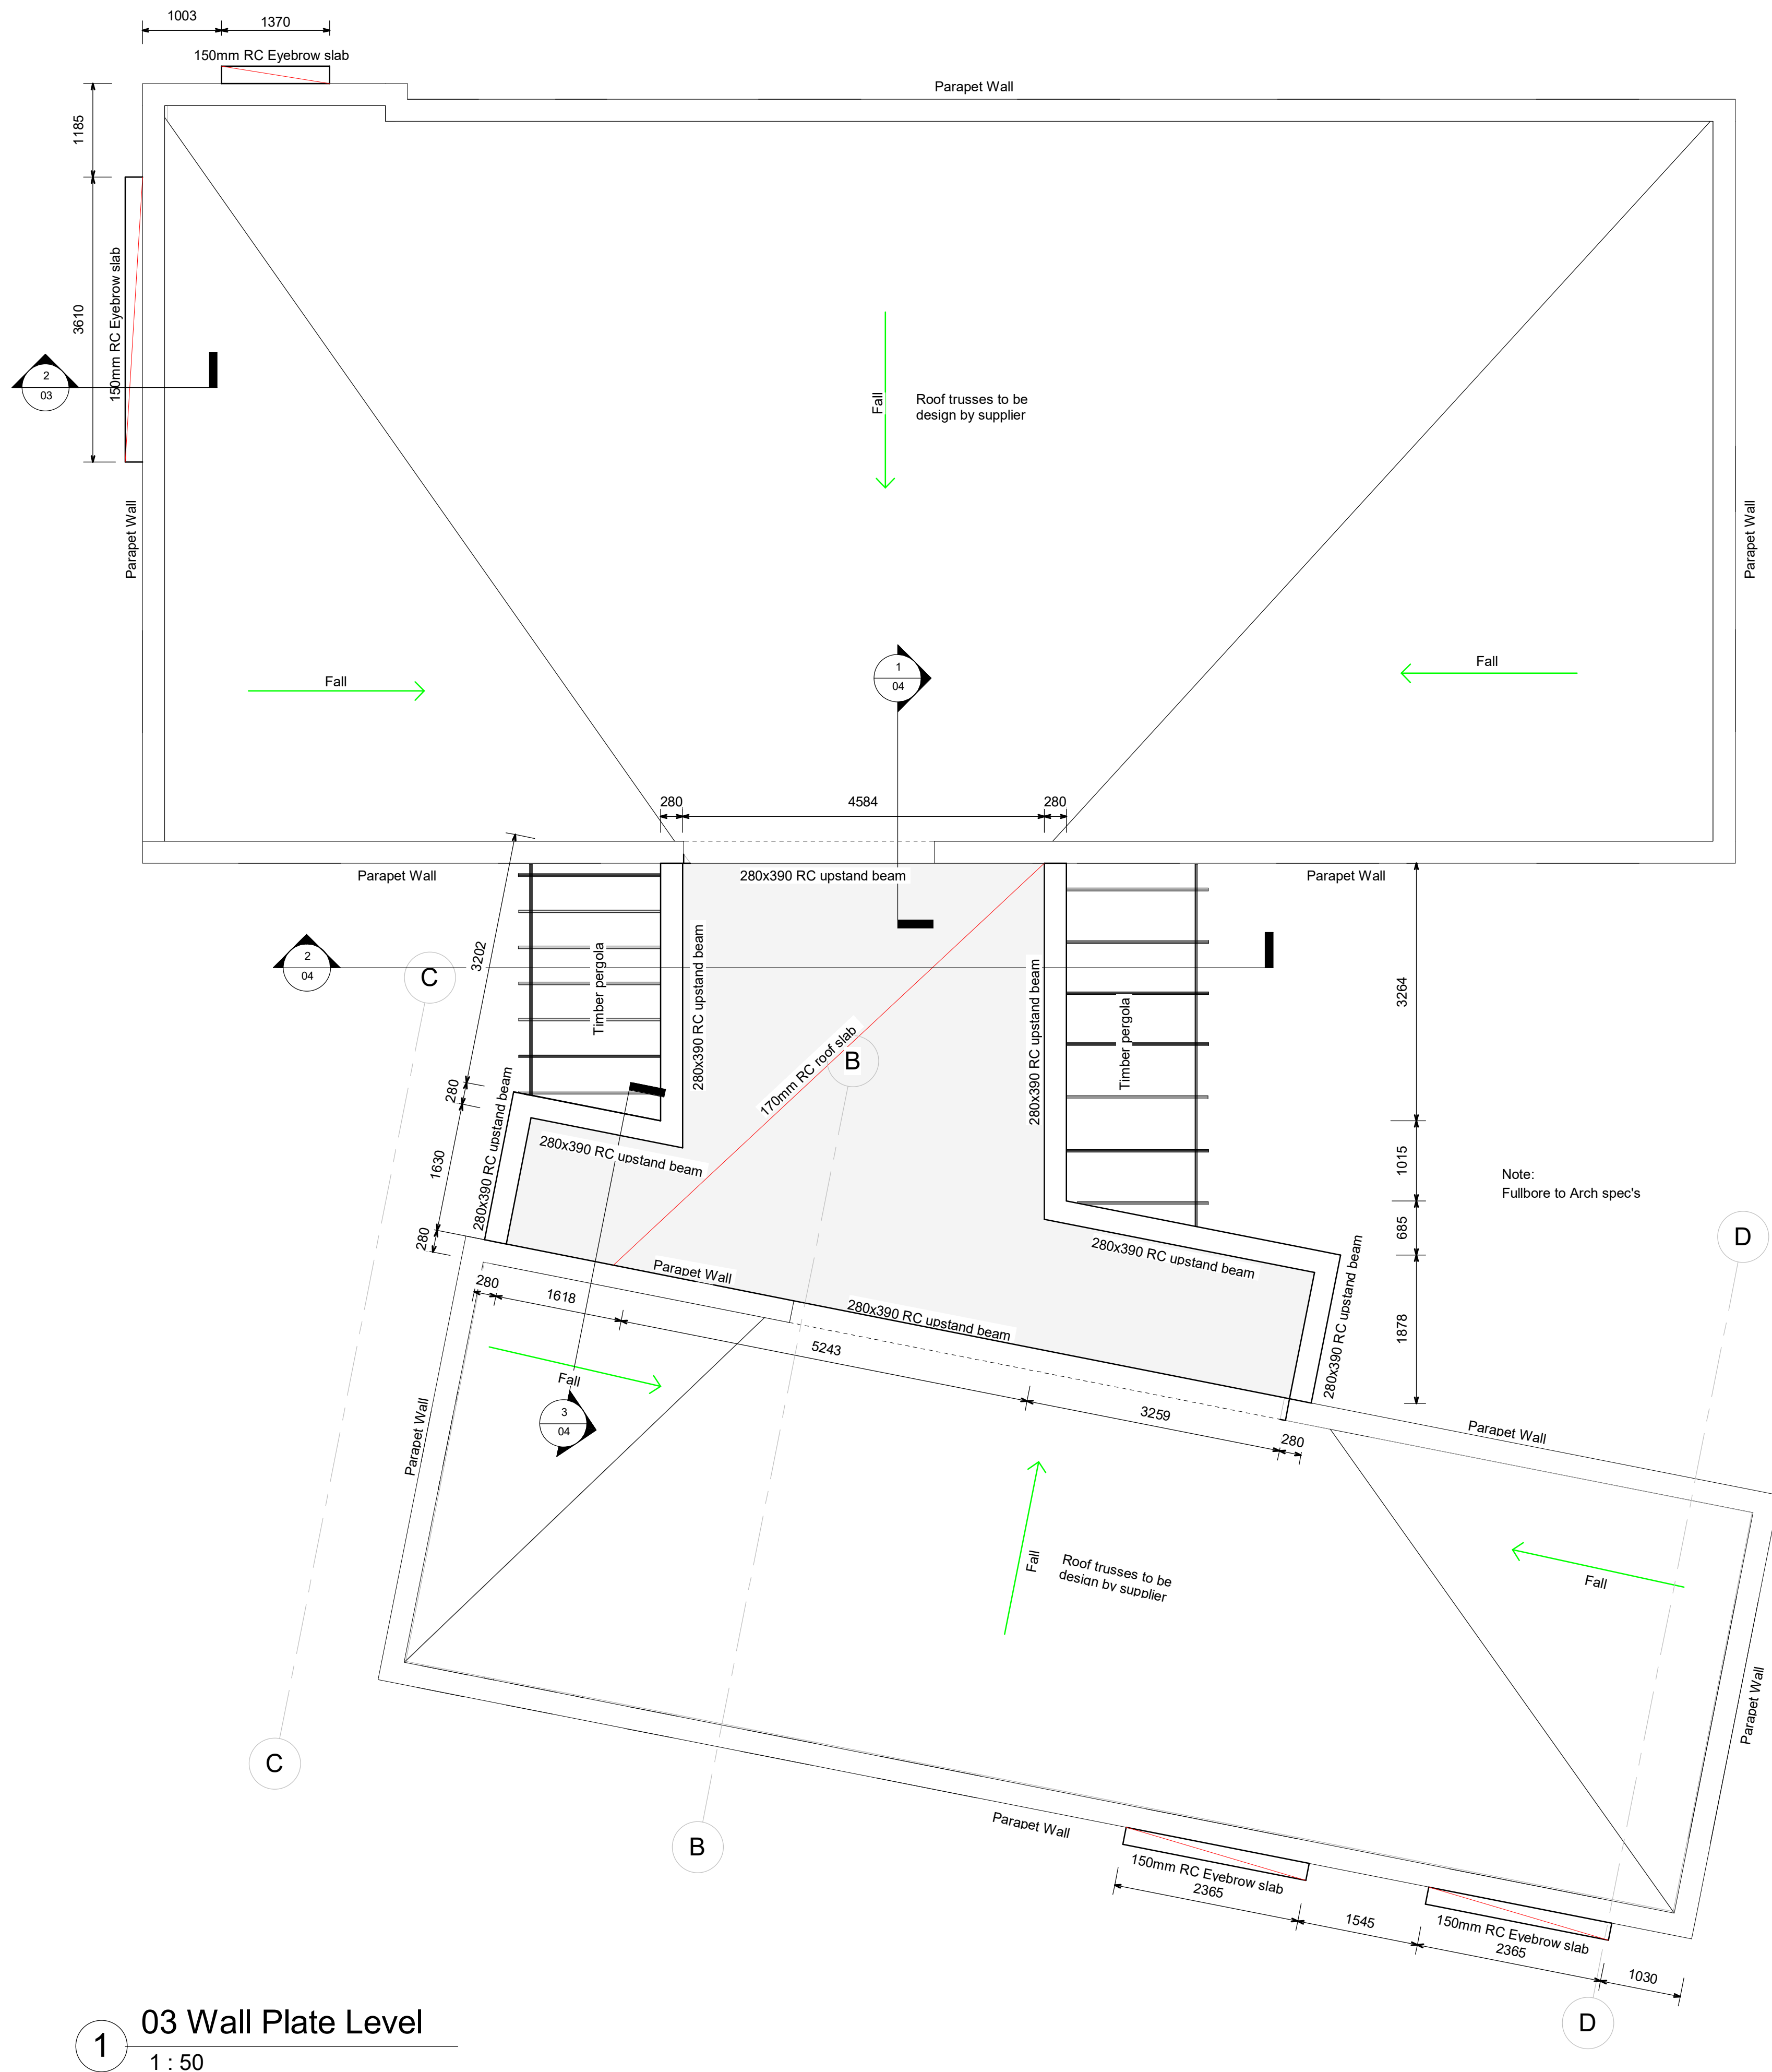 1003
1370
150mm RC Eyebrow slab
Parapet Wall
1185
3610
150mm RC Eyebrow slab
2
03
Fall
Roof trusses to be
design by supplier
Parapet Wall
Parapet Wall
1
04
Fall
Fall
280
4584
280
Parapet Wall
280x390 RC upstand beam
Parapet Wall
3202
2
04
C
Timber pergola
280x390 RC upstand beam
280x390 RC upstand beam
Timber pergola
3264
170mm RC roof slab
B
280
280x390 RC upstand beam
1630
280x390 RC upstand beam
1015
Note:
Fullbore to Arch spec's
685
280
D
280x390 RC upstand beam
Parapet Wall
280
1618
280x390 RC upstand beam
280x390 RC upstand beam
1878
5243
Fall
3
04
3259
280
Parapet Wall
Parapet Wall
Fall
Roof trusses to be
design by supplier
Fall
Parapet Wall
C
B
Parapet Wall
150mm RC Eyebrow slab
2365
1545
150mm RC Eyebrow slab
2365
1030
D
1
03 Wall Plate Level
1 : 50